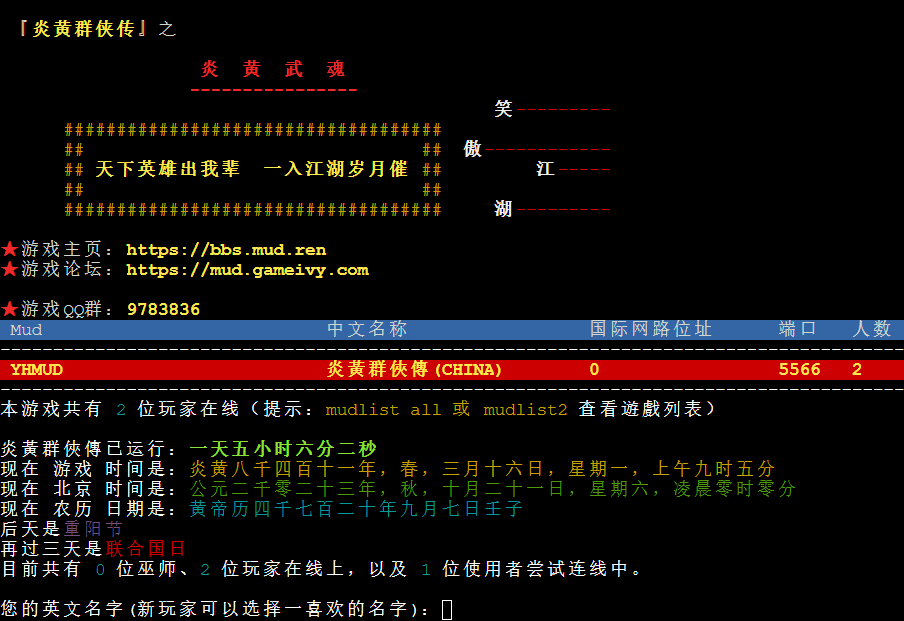 『炎黄群侠传』之
炎 黄 武 魂
----------------
笑---------
####################################
## ##
傲------------
## 天下英雄出我辈 一入江湖岁月催 ##
江-----
## ##
####################################
湖---------
★游戏主页：https://bbs.mud.ren
★游戏论坛：https://mud.gameivy.com
★游戏QQ群：9783836
Mud 中文名称 国际网路位址 端口 人数
YHMUD 炎黄群俠傳(CHINA) 0 5566 2
本游戏共有 2 位玩家在线（提示：mudlist all 或 mudlist2 查看遊戲列表）
炎黄群俠傳已运行：一天五小时六分二秒
现在 游戏 时间是：炎黄八千四百十一年，春，三月十六日，星期一，上午九时五分
现在 北京 时间是：公元二千零二十三年，秋，十月二十一日，星期六，凌晨零时零分
现在 农历 日期是：黄帝历四千七百二十年九月七日壬子
后天是重阳节
再过三天是联合国日
目前共有 0 位巫师、2 位玩家在线上，以及 1 位使用者尝试连线中。
您的英文名字(新玩家可以选择一喜欢的名字)：